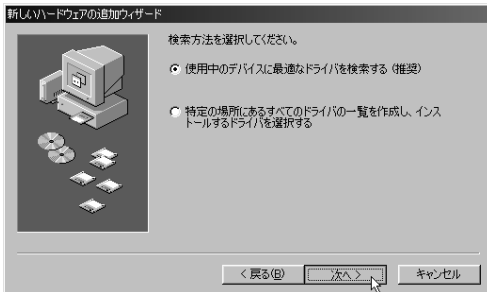 新しいハードウェアの追加ウィザード
検索方法を選択してください。
使用中のデバイスに最適なドライバを検索する (推奨)
特定の場所にあるすべてのドライバの一覧を作成し、インス
トールするドライバを選択する
< 戻る(B)
次へ >
キャンセル